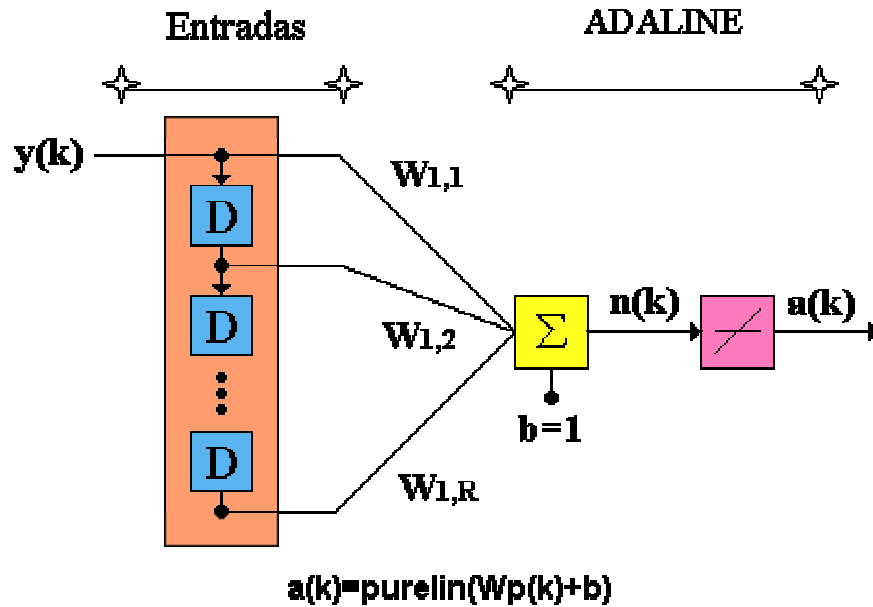 Entradas
ADALINE
y(k)
D
D
D
W1,1
W1,2
W1,R
Σ
b=1
n(k)
a(k)
a(k)=purelin(Wp(k)+b)